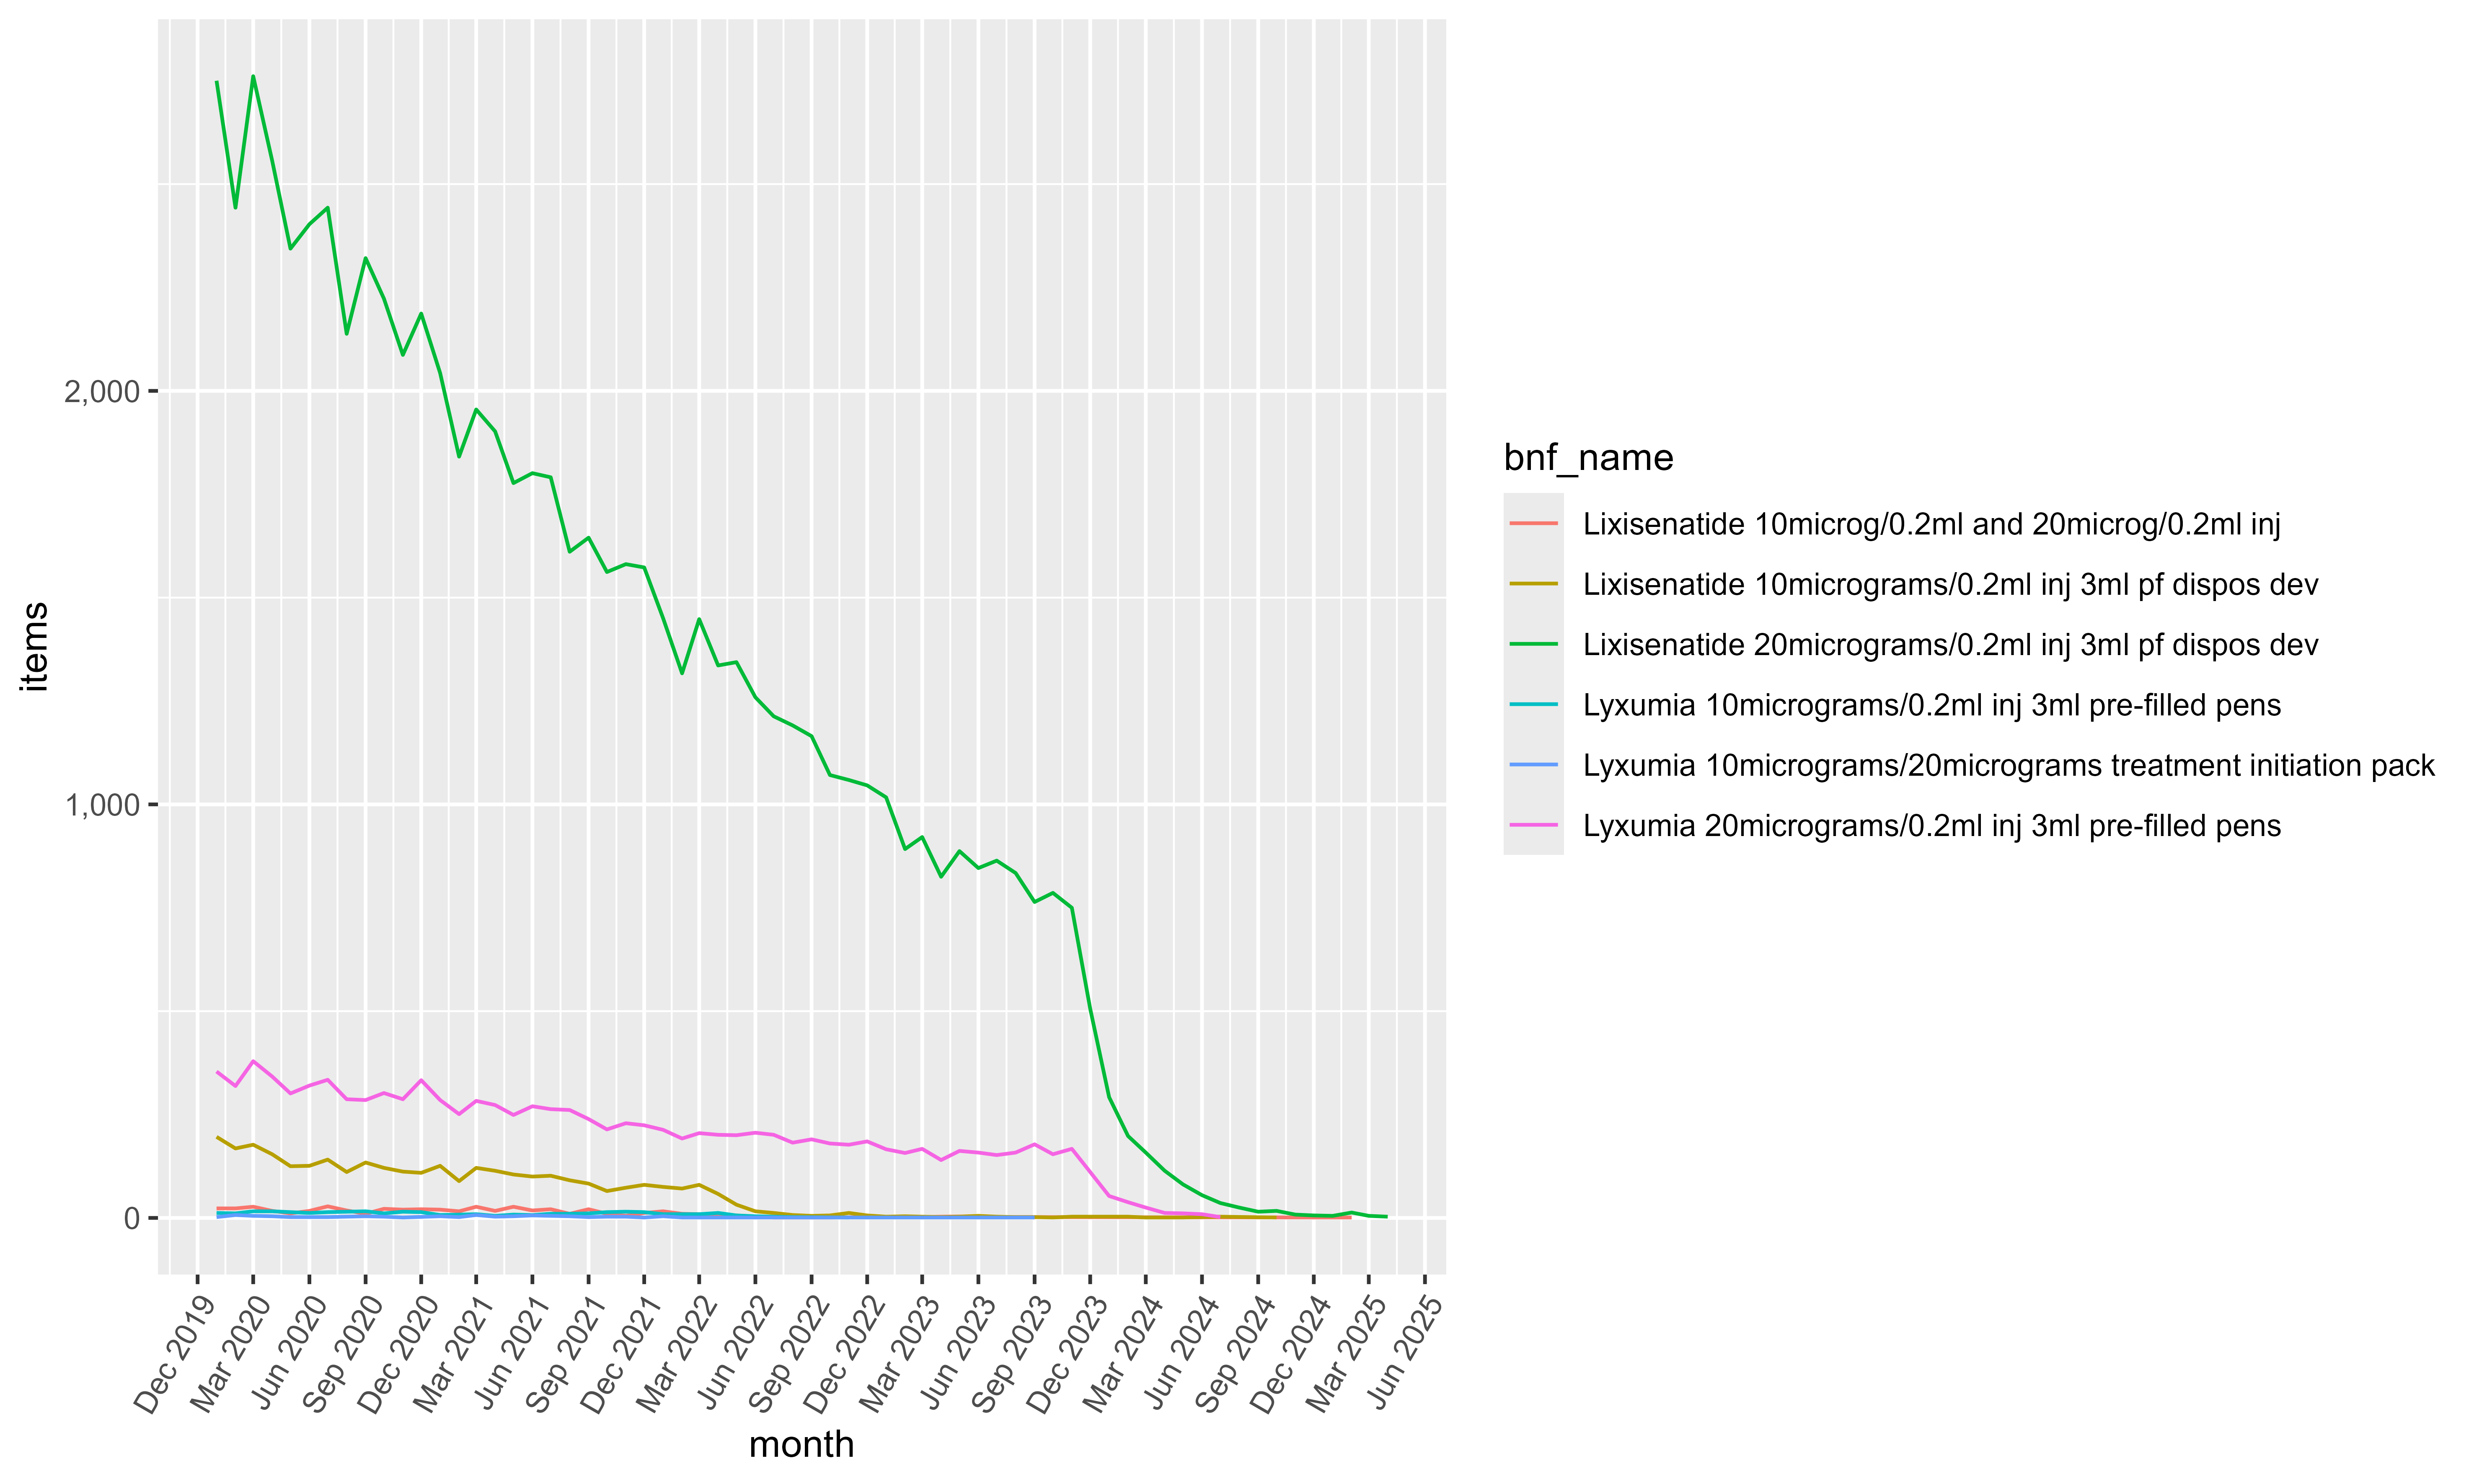 2,000
1,000
0
items
Dec 2019
Mar 2020
Jun 2020
Sep 2020
Dec 2020
Mar 2021
Jun 2021
Sep 2021
Dec 2021
Mar 2022
Jun 2022
Sep 2022
Dec 2022
Mar 2023
Jun 2023
Sep 2023
Dec 2023
Mar 2024
Jun 2024
Sep 2024
Dec 2024
Mar 2025
Jun 2025
month
bnf_name
Lixisenatide 10microg/0.2ml and 20microg/0.2ml inj
Lixisenatide 10micrograms/0.2ml inj 3ml pf dispos dev
Lixisenatide 20micrograms/0.2ml inj 3ml pf dispos dev
Lyxumia 10micrograms/0.2ml inj 3ml pre-filled pens
Lyxumia 10micrograms/20micrograms treatment initiation pack
Lyxumia 20micrograms/0.2ml inj 3ml pre-filled pens